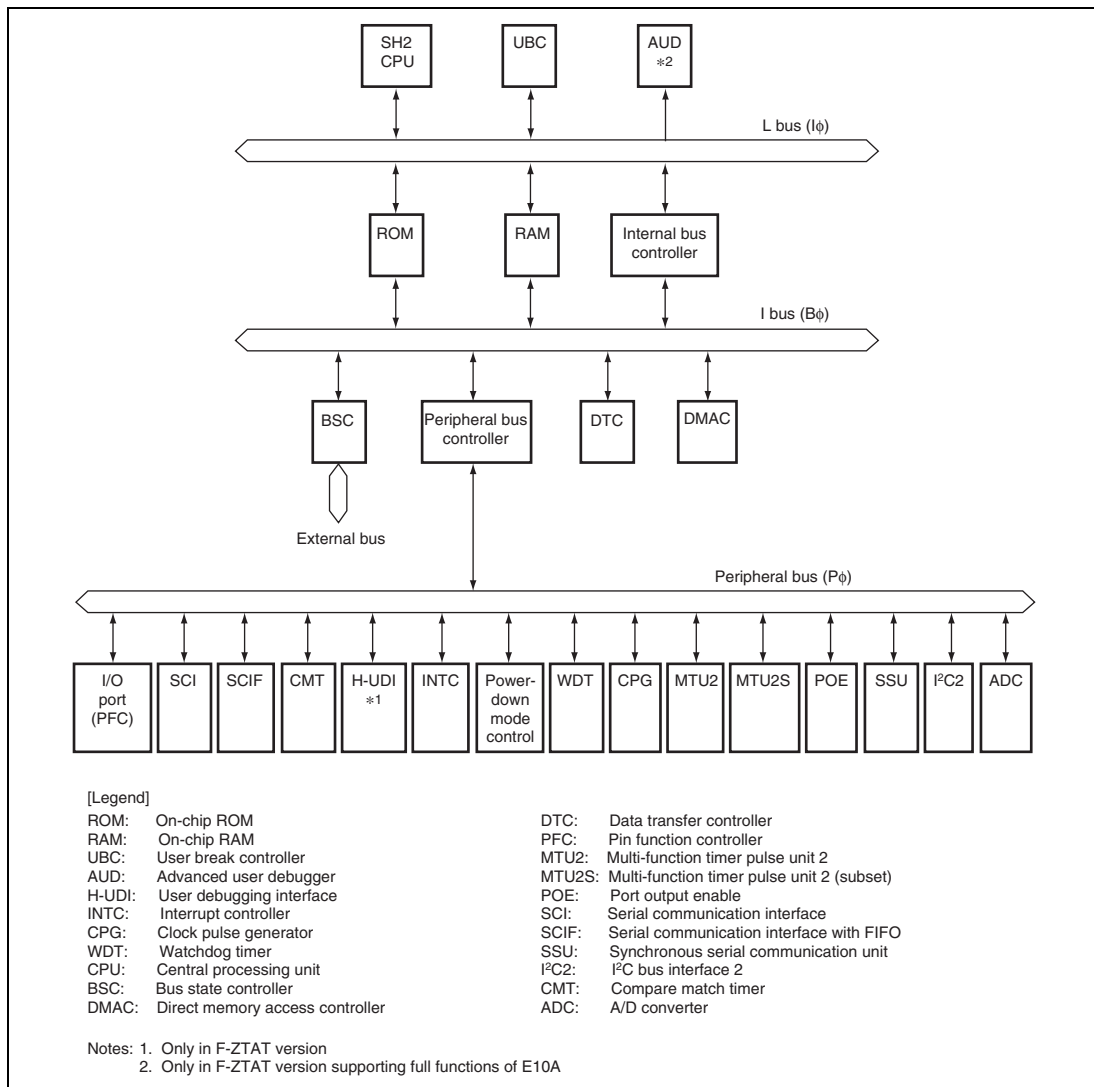 SH2
CPU
UBC
AUD
*2
L bus (Iφ)
ROM
RAM
Internal bus
controller
I bus (Bφ)
BSC
Peripheral bus
controller
DTC
DMAC
External bus
Peripheral bus (Pφ)
I/O
port
(PFC)
SCI
SCIF
CMT
H-UDI
*1
INTC
Power-
down
mode
control
WDT
CPG
MTU2
MTU2S
POE
SSU
I²C2
ADC
[Legend]
ROM: On-chip ROM
RAM: On-chip RAM
UBC: User break controller
AUD: Advanced user debugger
H-UDI: User debugging interface
INTC: Interrupt controller
CPG: Clock pulse generator
WDT: Watchdog timer
CPU: Central processing unit
BSC: Bus state controller
DMAC: Direct memory access controller
DTC: Data transfer controller
PFC: Pin function controller
MTU2: Multi-function timer pulse unit 2
MTU2S: Multi-function timer pulse unit 2 (subset)
POE: Port output enable
SCI: Serial communication interface
SCIF: Serial communication interface with FIFO
SSU: Synchronous serial communication unit
I²C2: I²C bus interface 2
CMT: Compare match timer
ADC: A/D converter
Notes: 1. Only in F-ZTAT version
2. Only in F-ZTAT version supporting full functions of E10A